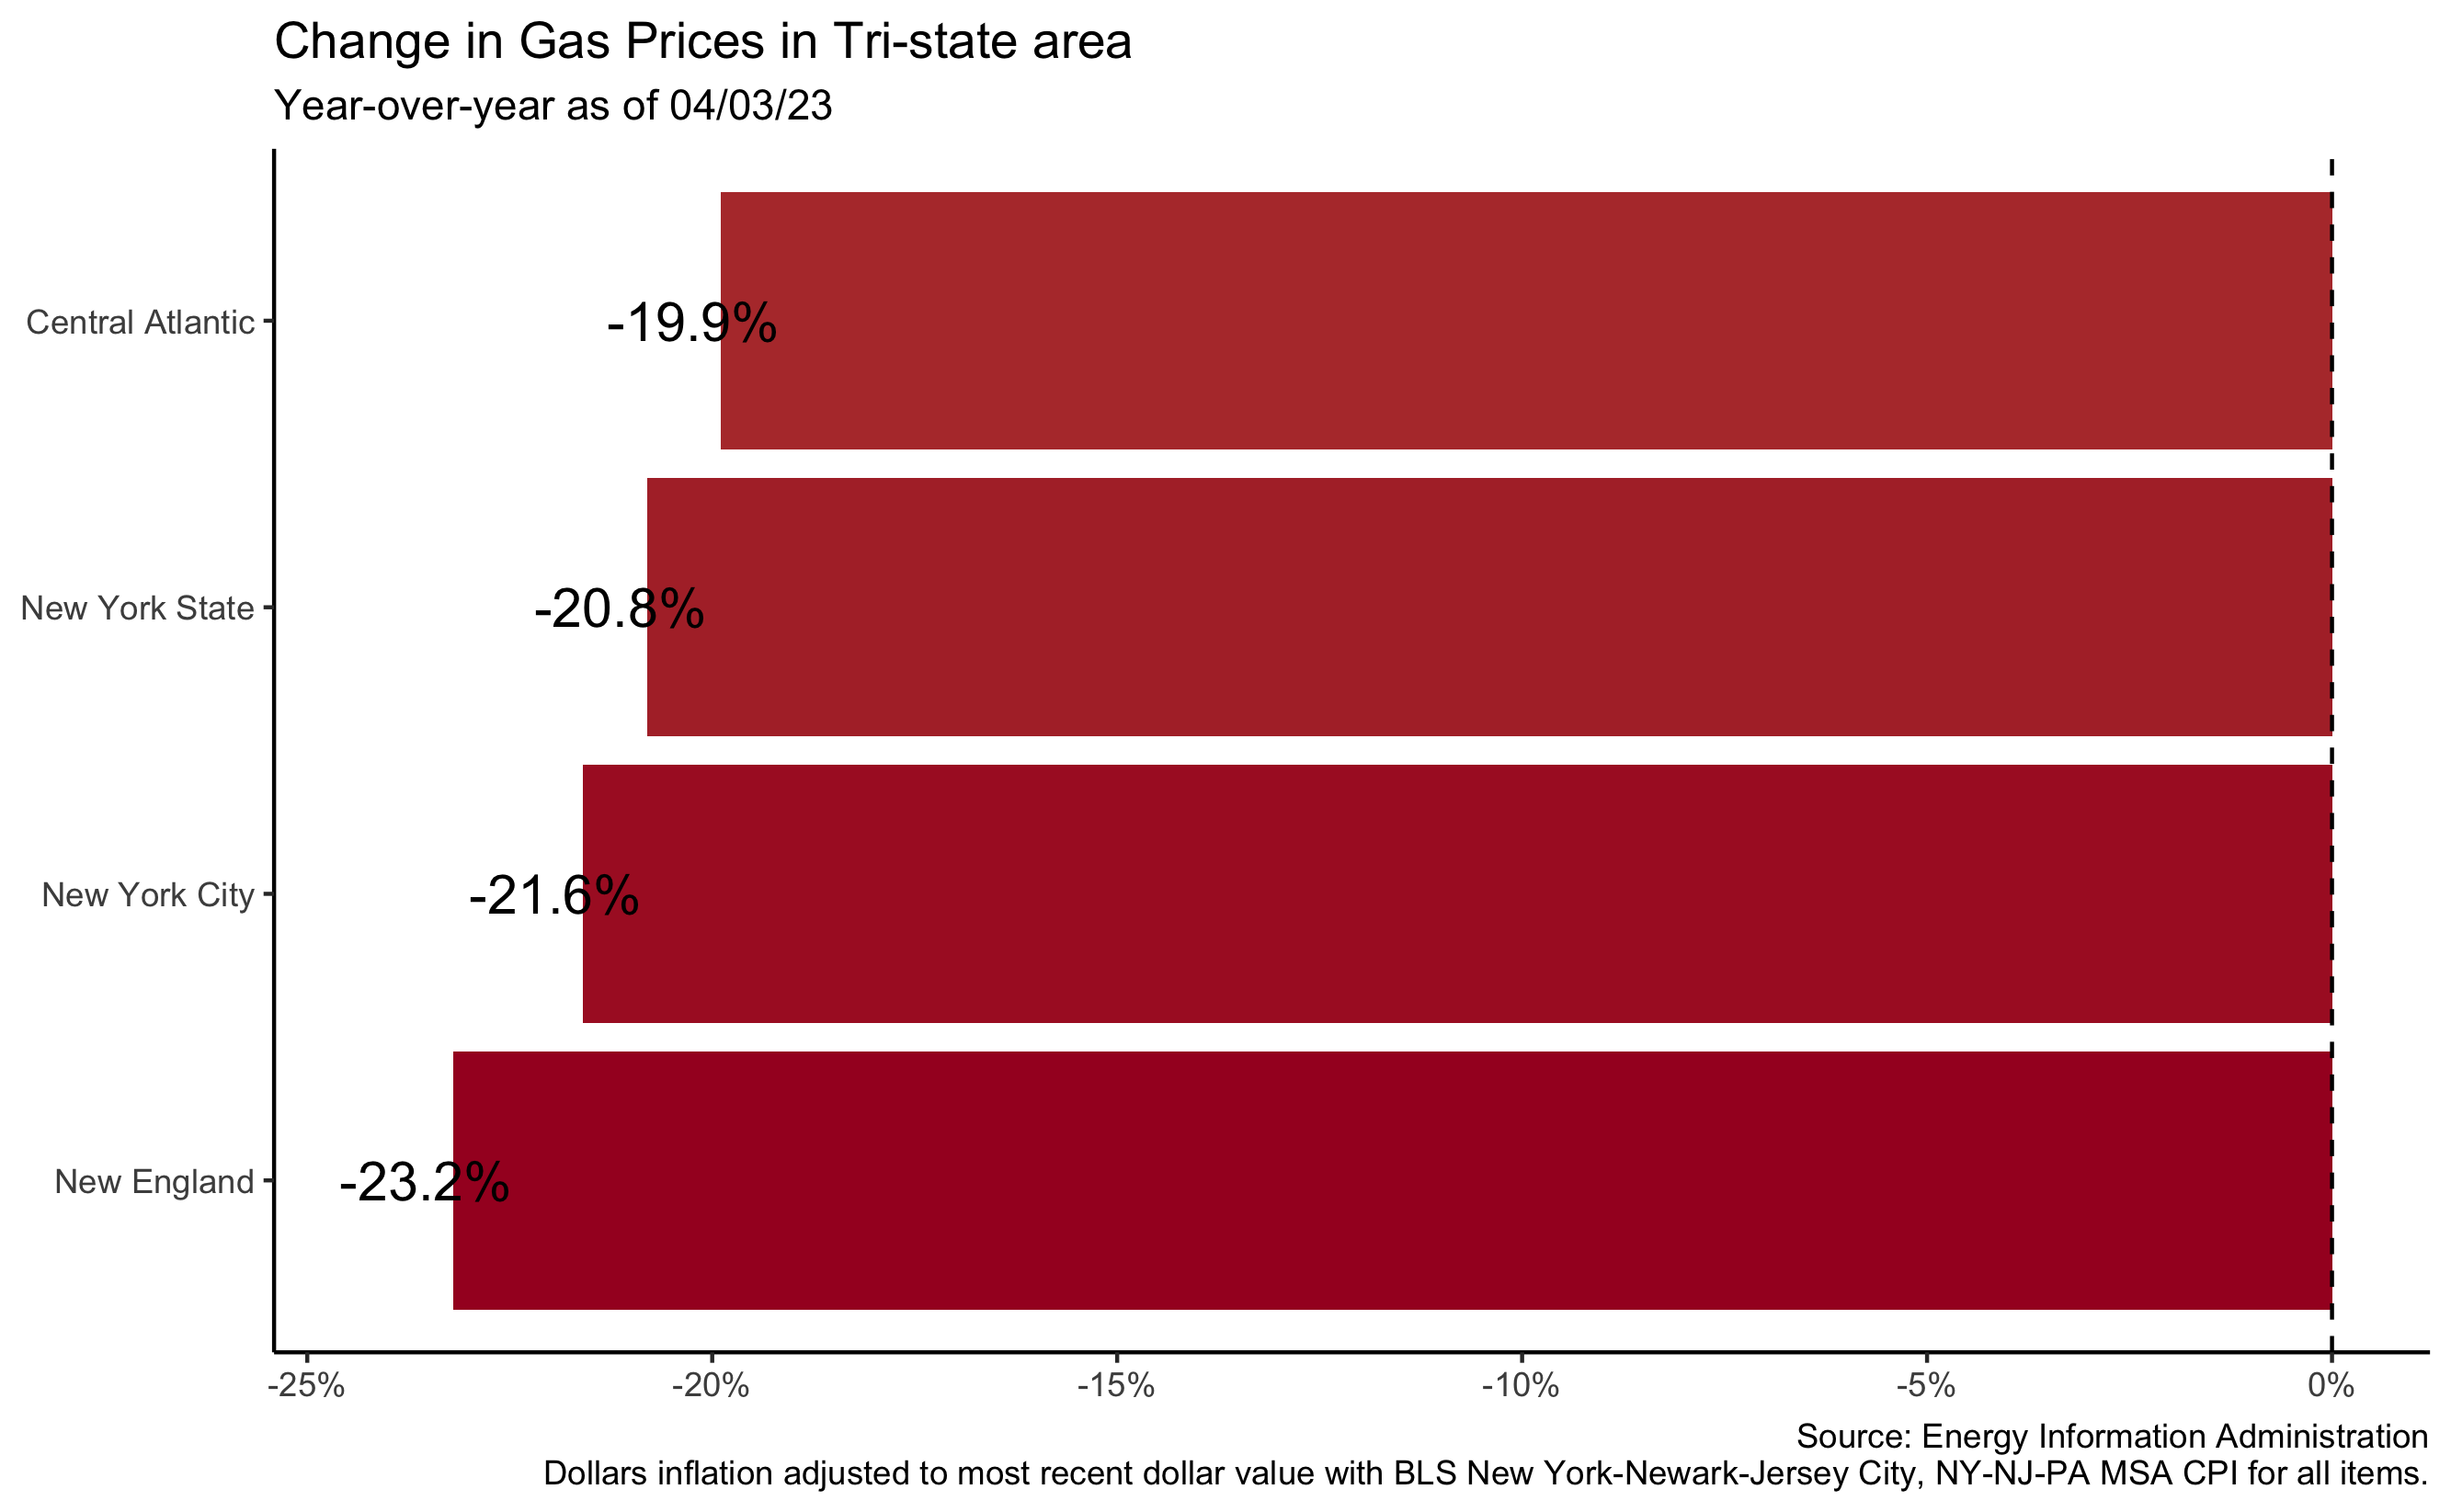 Change in Gas Prices in Tri-state area
Year-over-year as of 04/03/23
Central Atlantic
-19.9%
New York State
-20.8%
New York City
-21.6%
New England
-23.2%
-25%
-20%
-15%
-10%
-5%
0%
Source: Energy Information Administration
Dollars inflation adjusted to most recent dollar value with BLS New York-Newark-Jersey City, NY-NJ-PA MSA CPI for all items.